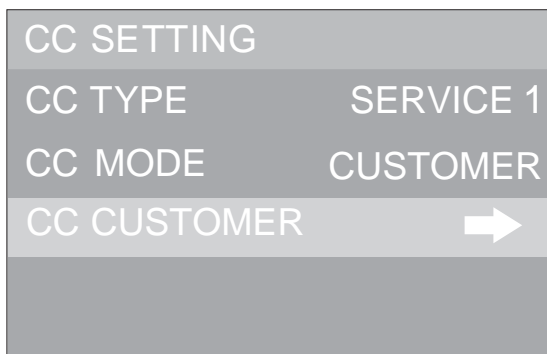 CC SETTING
CC TYPE SERVICE 1
CC MODE CUSTOMER
CC CUSTOMER